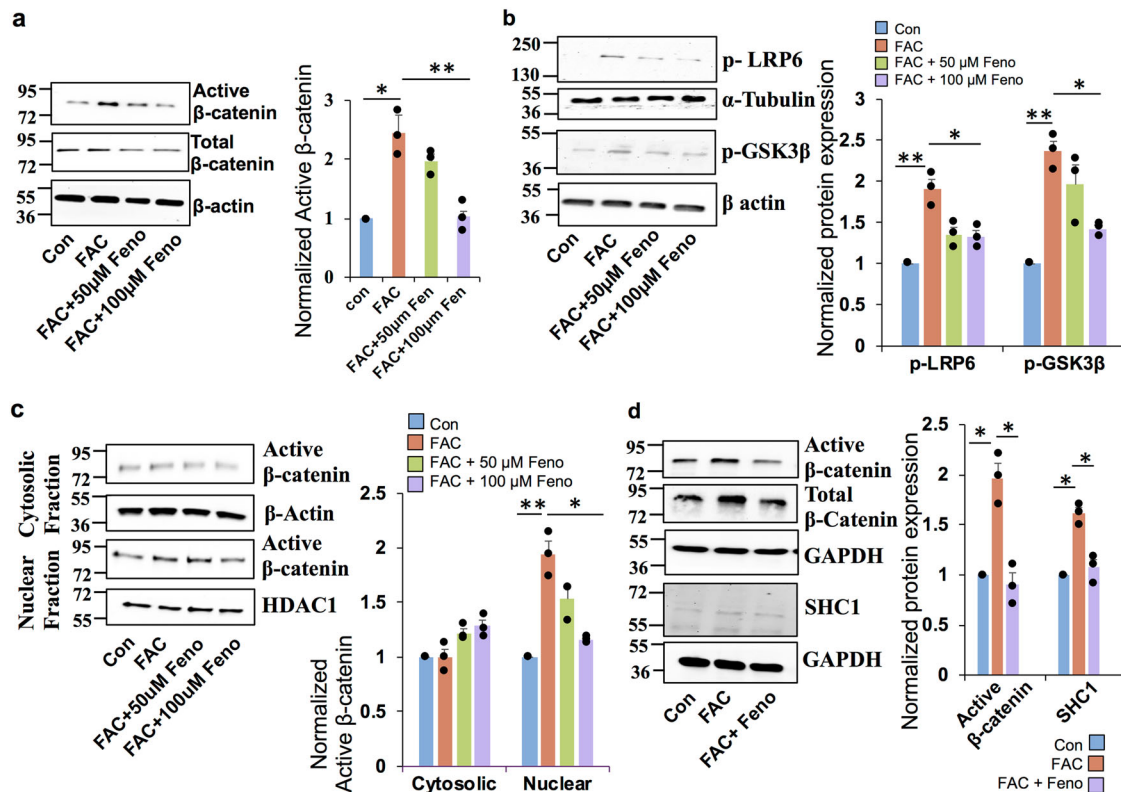 a
95
72
Active
β-catenin
95
72
Total
β-catenin
55
36
β-actin
Con
FAC
FAC+50µM Feno
FAC+100µM Feno
Normalized Active β-catenin
3
2
1
0
*
**
con
FAC
FAC+50µm Fen
FAC+100µm Fen
b
250
130
p- LRP6
55
36
α-Tubulin
55
36
p-GSK3β
55
36
β actin
Con
FAC
FAC+50µM Feno
FAC+100µM Feno
Con
FAC
FAC + 50 µM Feno
FAC + 100 µM Feno
Normalized protein expression
3
2.5
2
1.5
1
0
**
*
**
*
p-LRP6
p-GSK3β
c
Cytosolic
Fraction
95
72
Active
β-catenin
55
36
β-Actin
Nuclear
Fraction
95
72
Active
β-catenin
72
55
HDAC1
Con
FAC
FAC+50uM Feno
FAC+100uM Feno
Con
FAC
FAC + 50 µM Feno
FAC + 100 µM Feno
Normalized
Active β-catenin
2.5
2
1.5
1
0
**
*
Cytosolic
Nuclear
d
95
72
Active
β-catenin
95
72
Total
β-Catenin
55
36
GAPDH
72
55
SHC1
55
36
GAPDH
Con
FAC
FAC+ Feno
Normalized protein expression
2.5
2
1.5
1
0
*
*
*
*
Active
β-catenin
SHC1
Con
FAC
FAC + Feno